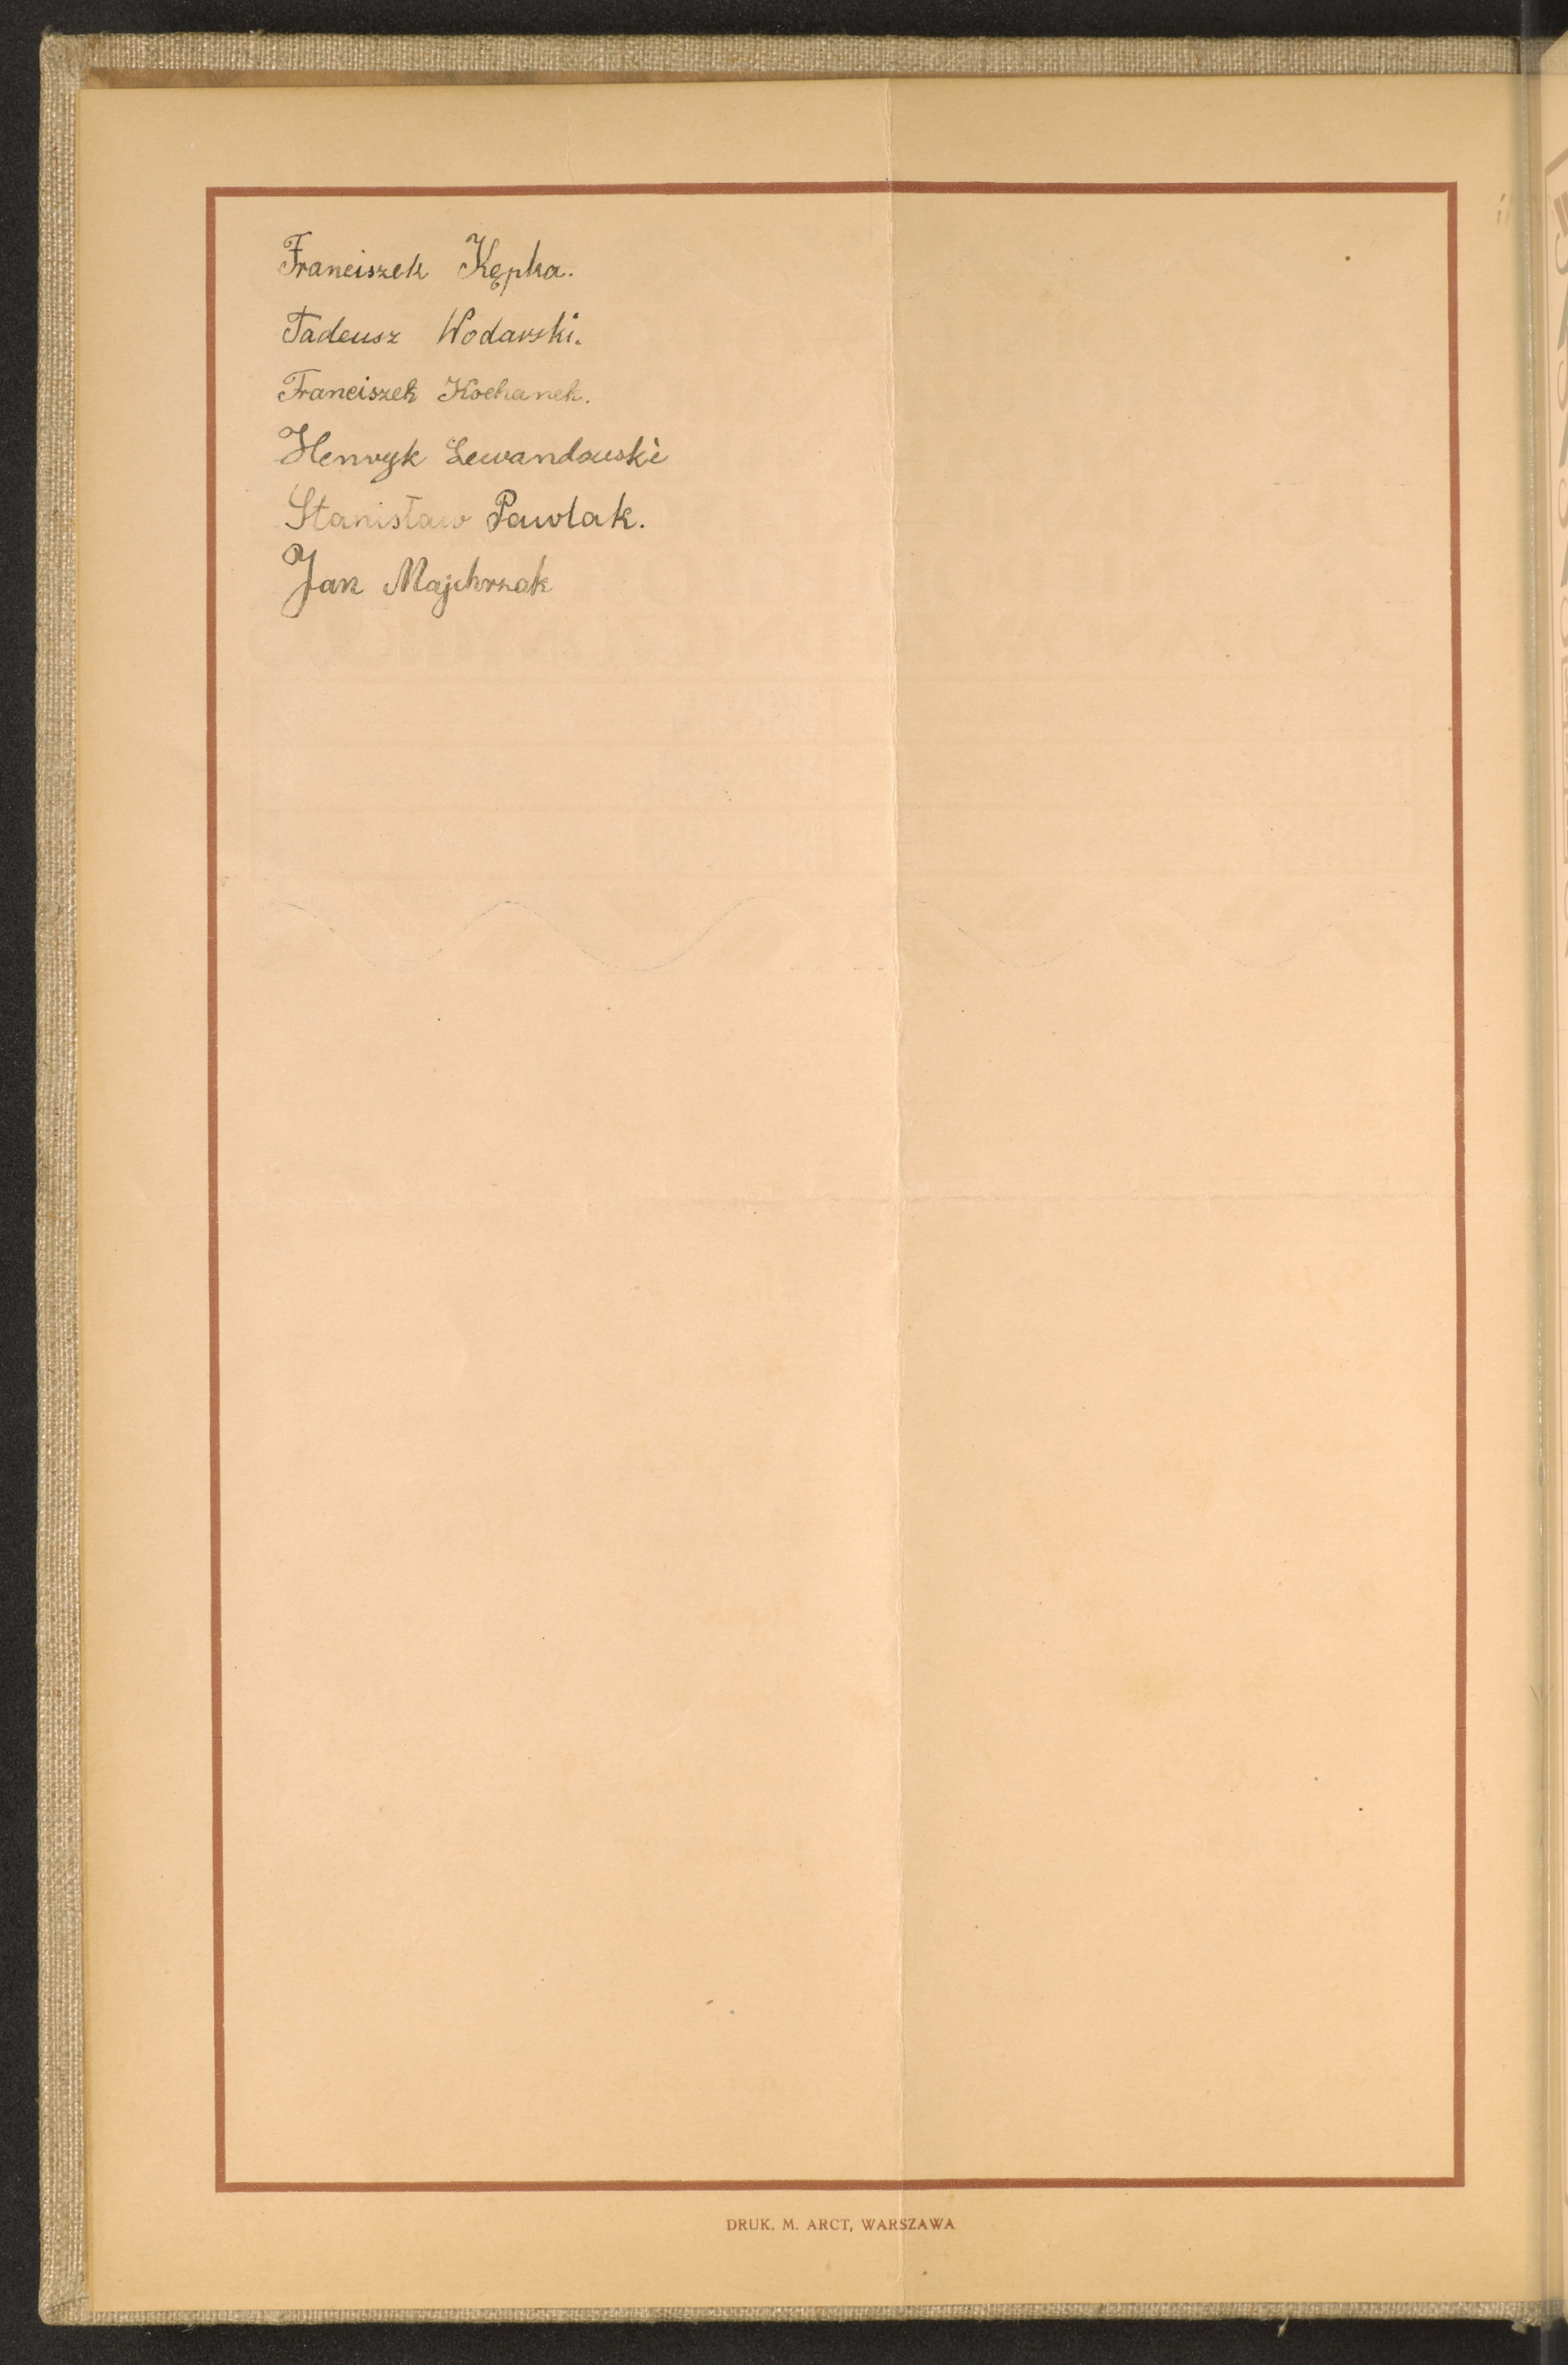 Franciszek Kępka.
Tadeusz Wodarski.
Franciszek Kochanek.
Henryk Lewandowski
Stanisław Pawlak.
Jan Majchrzak
DRUK. M. ARCT, WARSZAWA